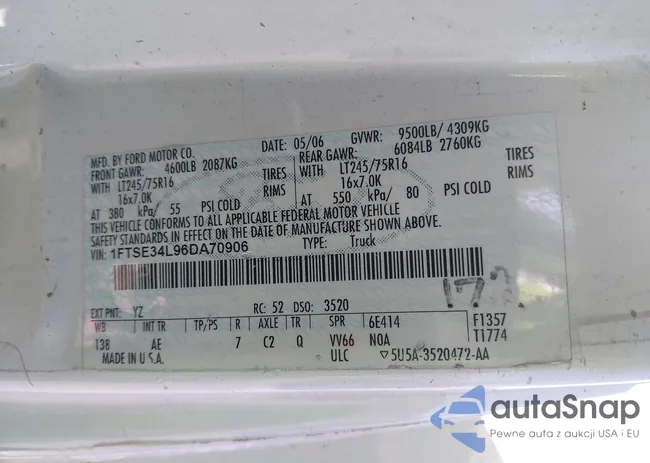 MFD. BY FORD MOTOR CO. DATE: 05/06 GVWR: 9500LB/ 4309KG
FRONT GAWR: 4600LB 2087KG REAR GAWR: 6084LB 2760KG
WITH LT245/75R16 TIRES WITH LT245/75R16 TIRES
16x7.0K RIMS 16x7.0K RIMS
AT 380 kPa/ 55 PSI COLD AT 550 kPa/ 80 PSI COLD
THIS VEHICLE CONFORMS TO ALL APPLICABLE FEDERAL MOTOR VEHICLE
SAFETY STANDARDS IN EFFECT ON THE DATE OF MANUFACTURE SHOWN ABOVE.
VIN: 1FTSE34L96DA70906 TYPE: Truck
EXT PNT: YZ RC: 52 DSO: 3520
WB INT TR TP/PS R AXLE TR SPR 6E414 F1357
138 AE 7 C2 Q VV66 NOA T1774
MADE IN U.S.A. ULC ▽5U5A-3520472-AA
autaSnap
Pewne auta z aukcji USA i EU